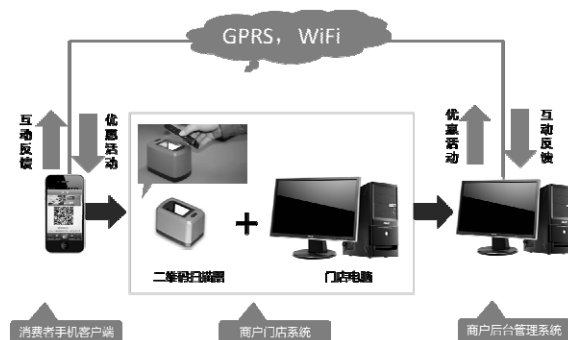 GPRS，WiFi
互动反馈
优惠活动
优惠活动
互动反馈
二维码扫描器
门店电脑
消费者手机客户端
商户门店系统
商户后台管理系统